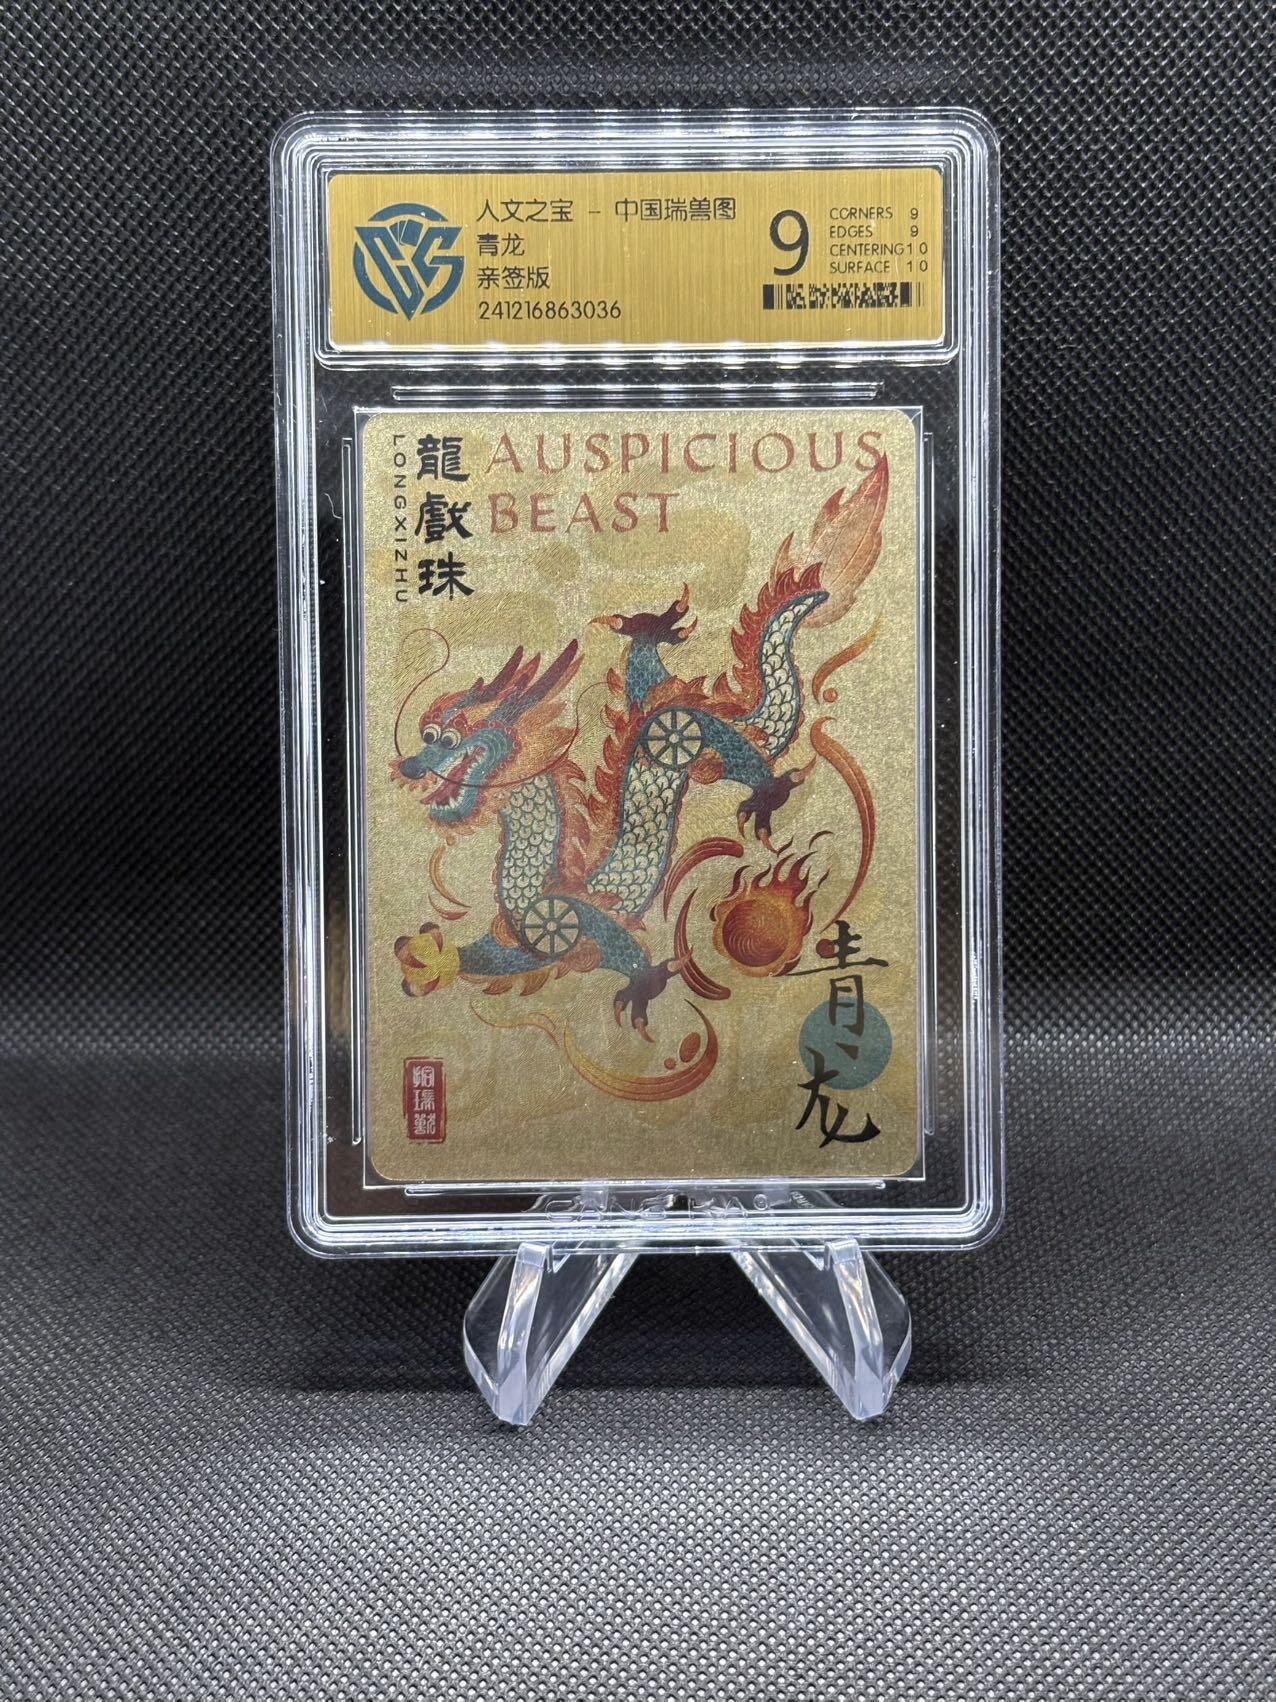 人文之宝 - 中国瑞兽图
青龙
亲签版
241216863036
9
CORNERS 9
EDGES 9
CENTERING 10
SURFACE 10
龍戲珠
LONGXIZHU
AUSPICIOUS
BEAST
青龙